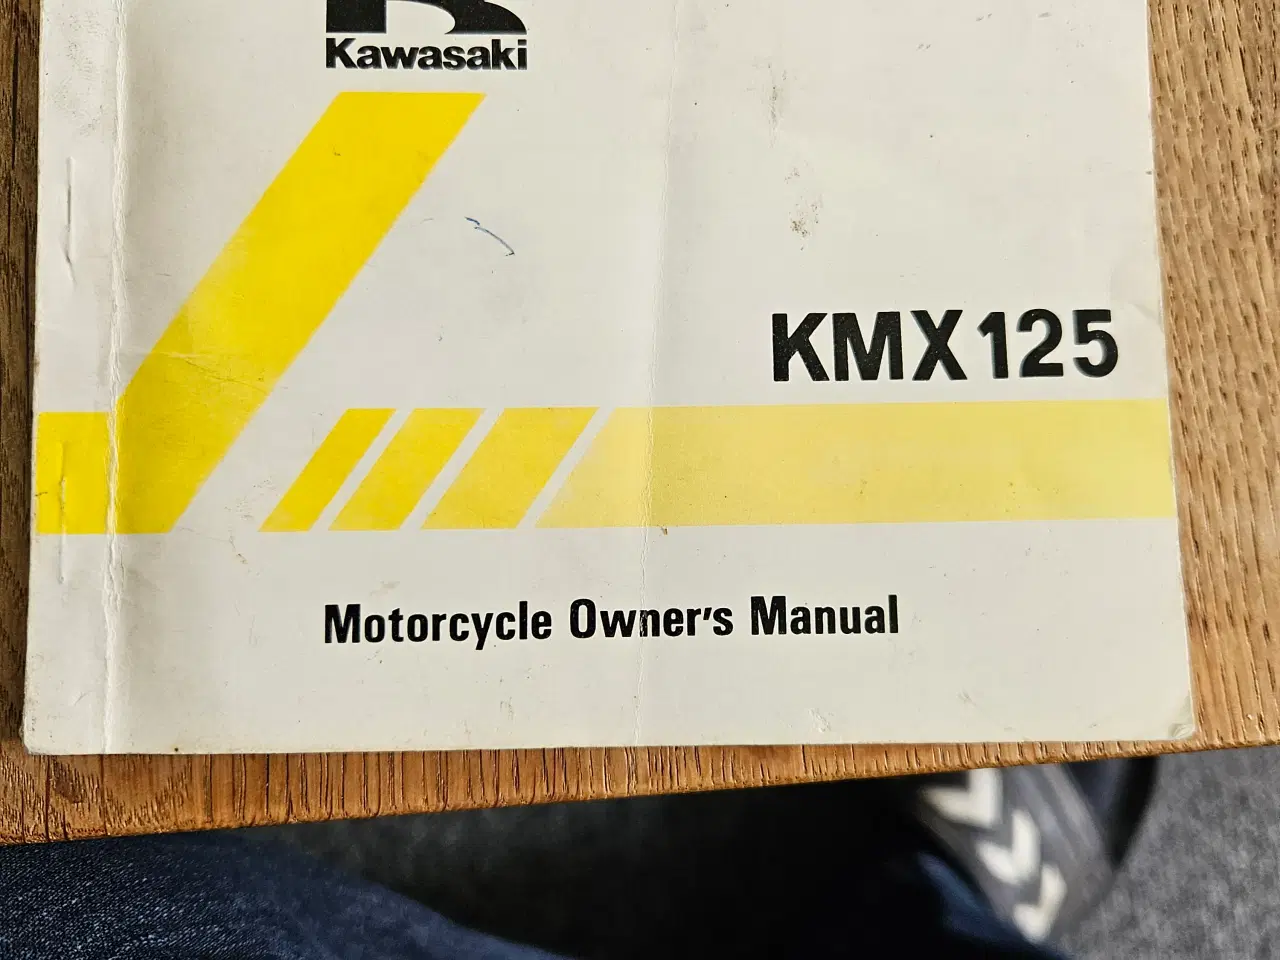 Kawasaki
KMX125
Motorcycle Owner's Manual